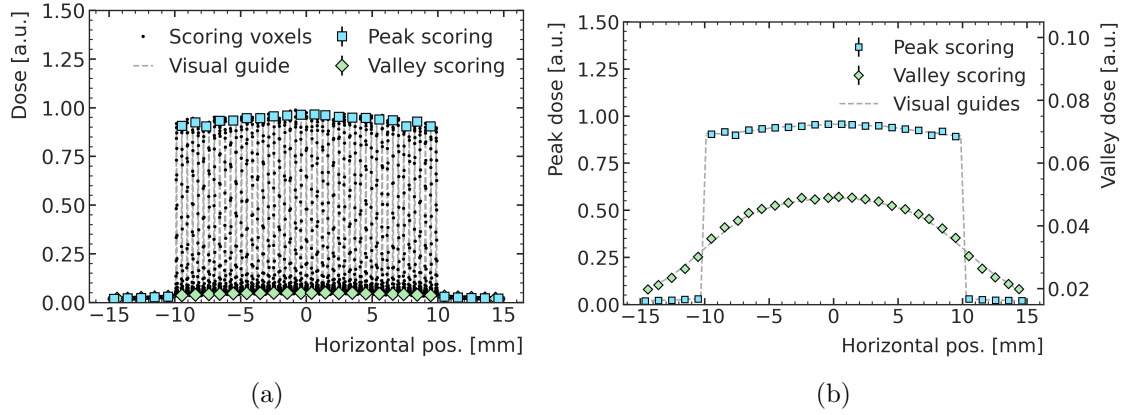 Dose [a.u.]
1.50
1.25
1.00
0.75
0.50
0.25
0.00
Scoring voxels
Peak scoring
Visual guide
Valley scoring
−15 −10 −5 0 5 10 15
Horizontal pos. [mm]
(a)
Peak dose [a.u.]
1.50
1.25
1.00
0.75
0.50
0.25
0.00
Peak scoring
Valley scoring
Visual guides
0.10
0.08
0.06
0.04
0.02
Valley dose [a.u.]
−15 −10 −5 0 5 10 15
Horizontal pos. [mm]
(b)